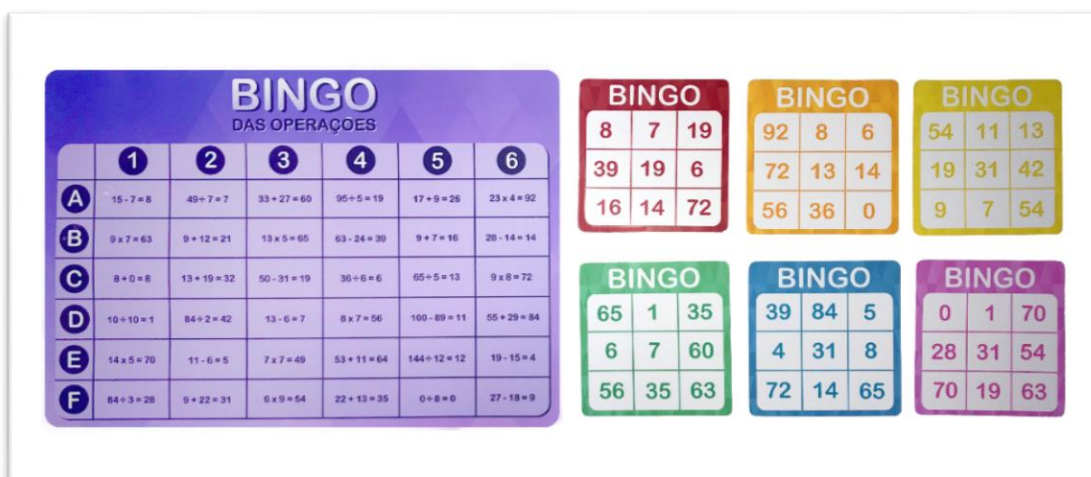 BINGO
DAS OPERAÇOES
1 2 3 4 5 6
A 15 - 7 = 8 49÷7 = 7 33 + 27 = 60 95÷5 = 19 17 + 9 = 26 23 x 4 = 92
B 9 x 7 = 63 9 + 12 = 21 13 x 5 = 65 63 - 24 = 39 9 + 7 = 16 28 - 14 = 14
C 8 + 0 = 8 13 + 19 = 32 50 - 31 = 19 36÷6 = 6 65÷5 = 13 9 x 8 = 72
D 10÷10 = 1 84÷2 = 42 13 - 6 = 7 8 x 7 = 56 100 - 89 = 11 55 + 29 = 84
E 14 x 5 = 70 11 - 6 = 5 7 x 7 = 49 53 + 11 = 64 144÷12 = 12 19 - 15 = 4
F 84÷3 = 28 9 + 22 = 31 6 x 9 = 54 22 + 13 = 35 0÷8 = 0 27 - 18 = 9
BINGO
8 7 19
39 19 6
16 14 72
BINGO
92 8 6
72 13 14
56 36 0
BINGO
54 11 13
19 31 42
9 7 54
BINGO
65 1 35
6 7 60
56 35 63
BINGO
39 84 5
4 31 8
72 14 65
BINGO
0 1 70
28 31 54
70 19 63